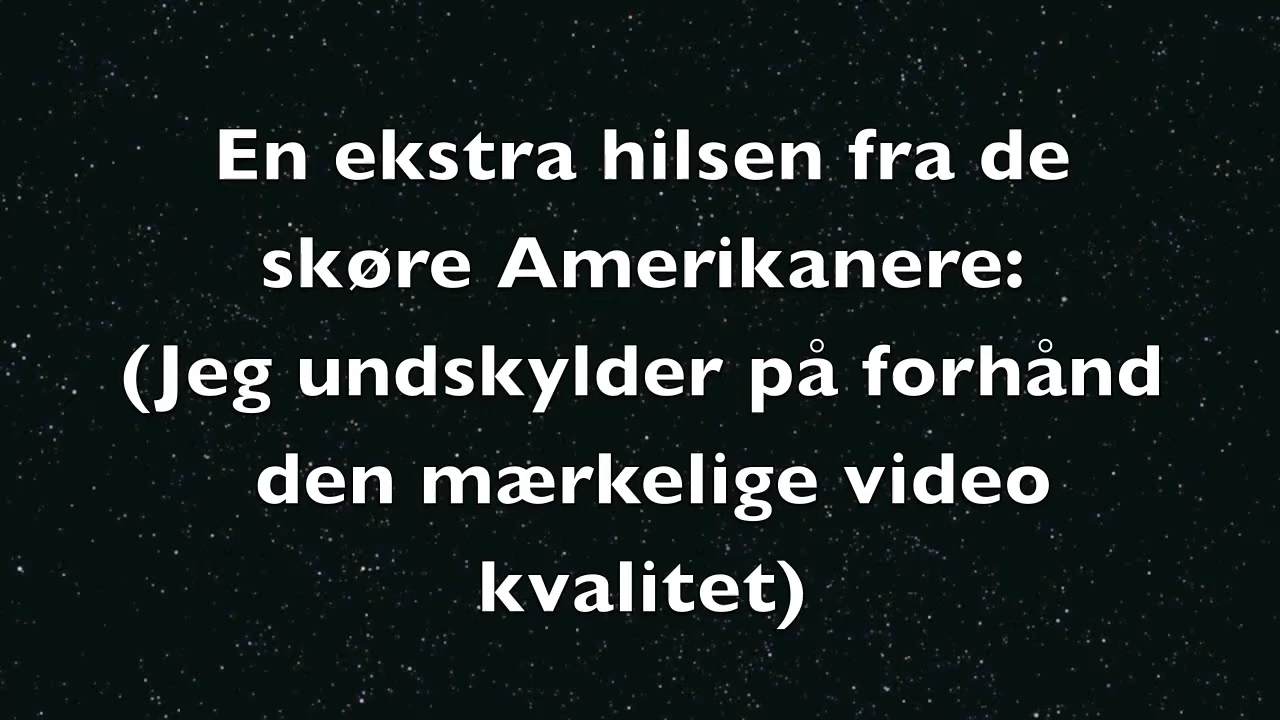 En ekstra hilsen fra de
skøre Amerikanere:
(Jeg undskylder på forhånd
den mærkelige video
kvalitet)